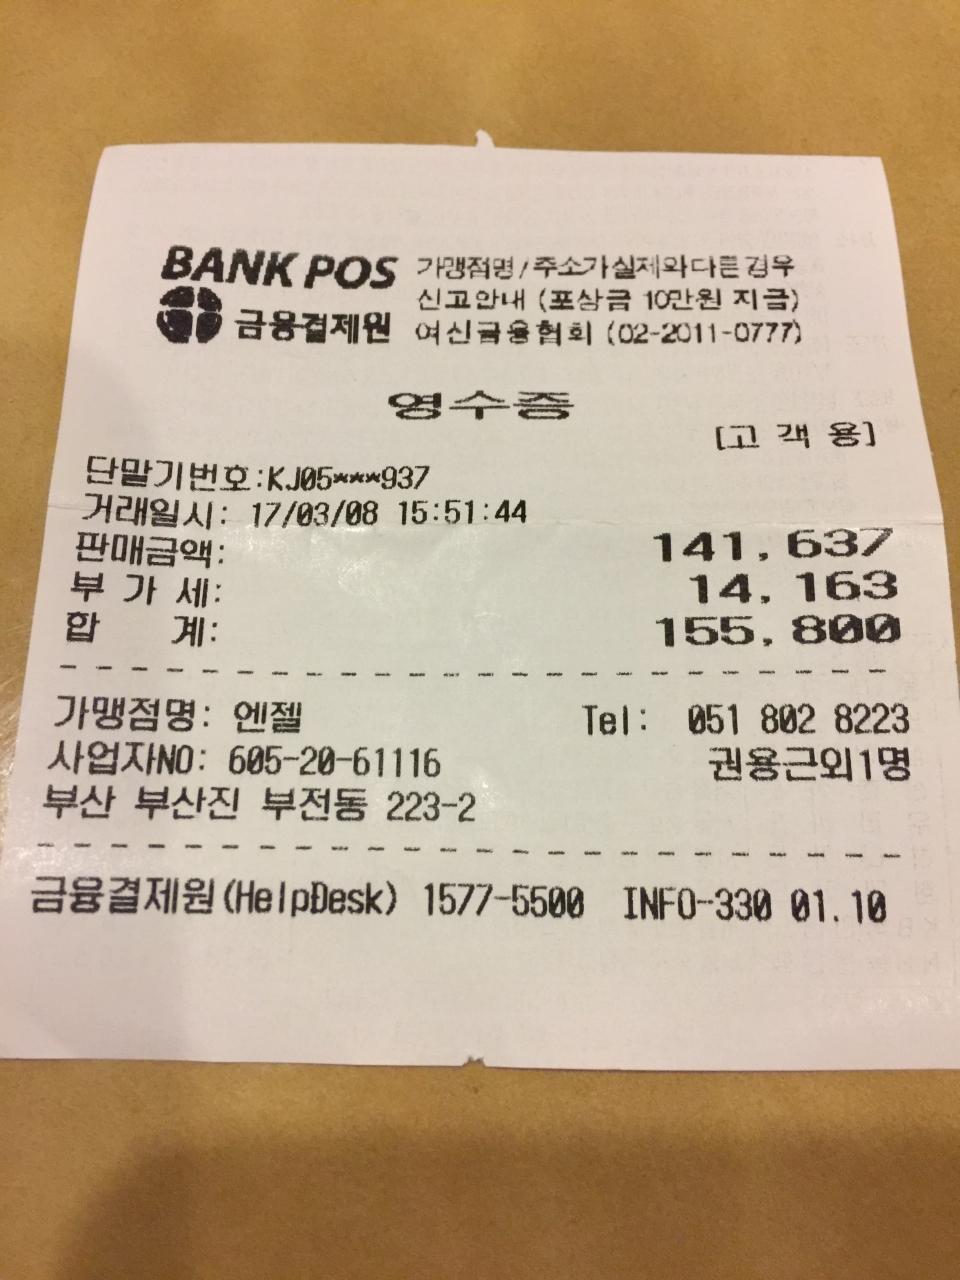 BANK POS
금융결제원
가맹점명/주소가실제와다른경우
신고안내 (포상금 10만원 지금)
여신금융협회 (02-2011-0777)
영수증
[고 객 용]
단말기번호:KJ05***937
거래일시: 17/03/08 15:51:44
판매금액: 141,637
부 가 세: 14,163
합 계: 155,800
가맹점명: 엔젤 Tel: 051 802 8223
사업자NO: 605-20-61116 권용근외1명
부산 부산진 부전동 223-2
금융결제원(HelpDesk) 1577-5500 INFO-330 01.10